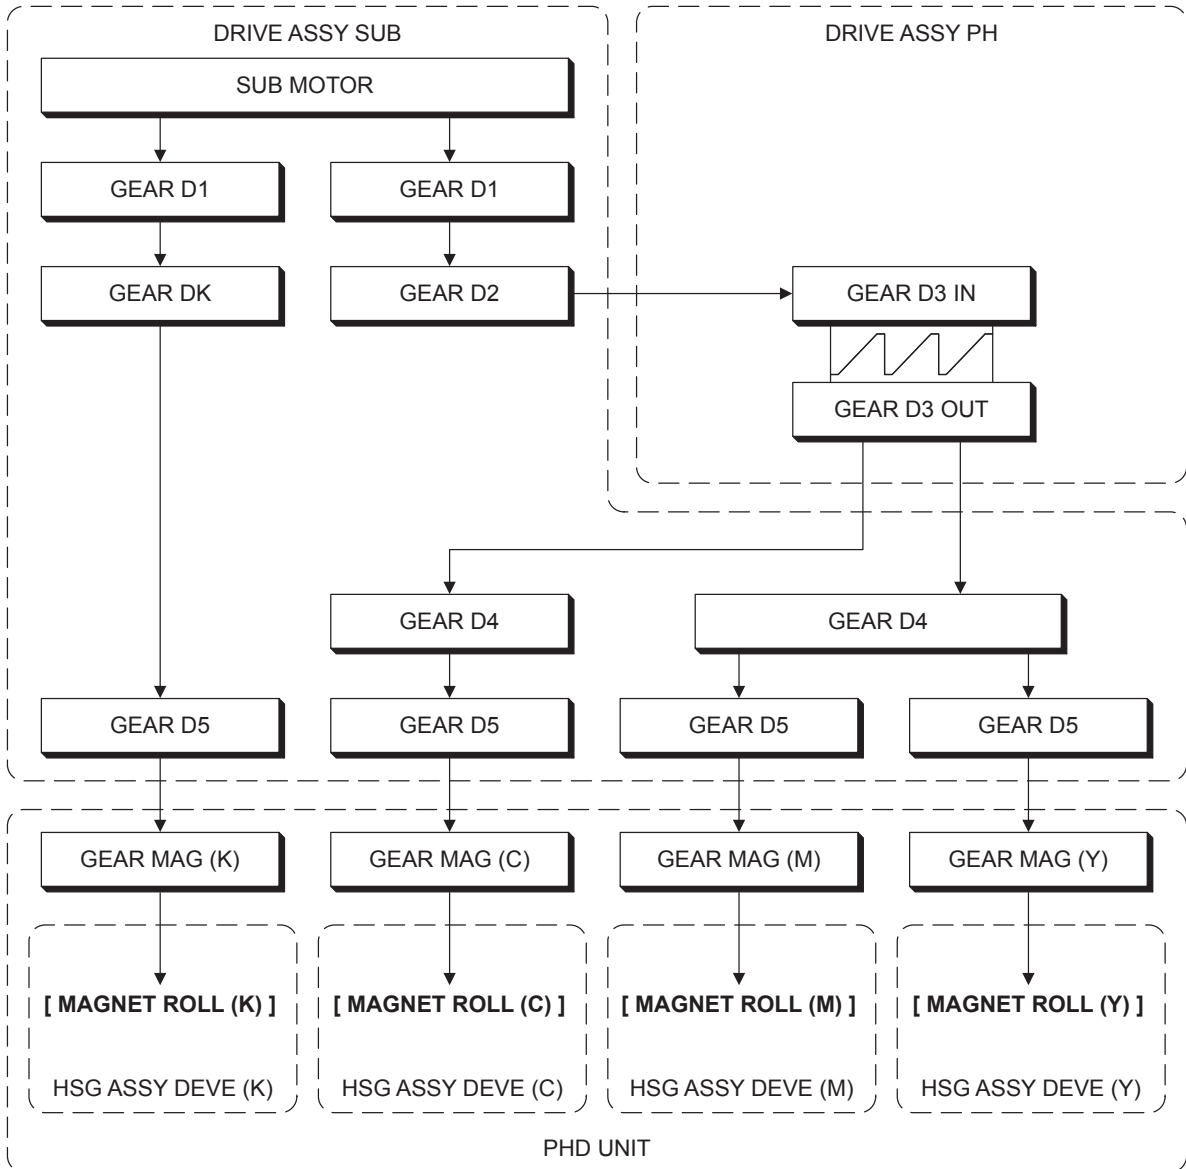 DRIVE ASSY SUB
DRIVE ASSY PH
SUB MOTOR
GEAR D1
GEAR D1
GEAR DK
GEAR D2
GEAR D3 IN
GEAR D3 OUT
GEAR D4
GEAR D4
GEAR D5
GEAR D5
GEAR D5
GEAR D5
GEAR MAG (K)
GEAR MAG (C)
GEAR MAG (M)
GEAR MAG (Y)
[ MAGNET ROLL (K) ]
[ MAGNET ROLL (C) ]
[ MAGNET ROLL (M) ]
[ MAGNET ROLL (Y) ]
HSG ASSY DEVE (K)
HSG ASSY DEVE (C)
HSG ASSY DEVE (M)
HSG ASSY DEVE (Y)
PHD UNIT